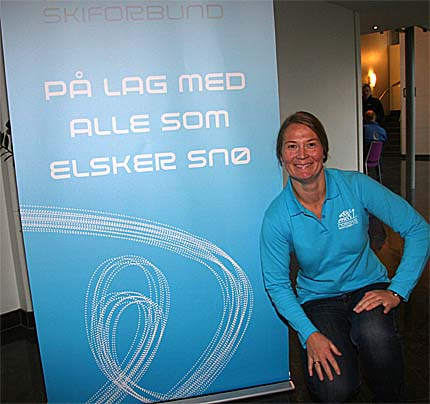 SKIFORBUND
PÅ LAG MED
ALLE SOM
ELSKER SNØ